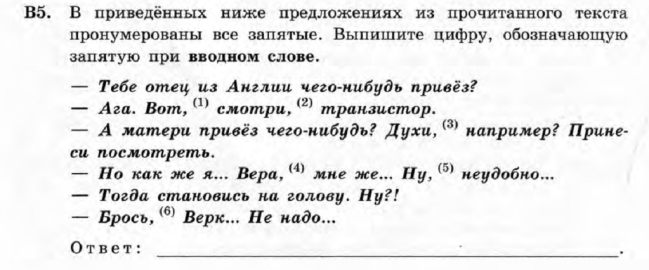 В5. В приведённых ниже предложениях из прочитанного текста
пронумерованы все запятые. Выпишите цифру, обозначающую
запятую при вводном слове.
— Тебе отец из Англии чего-нибудь привёз?
— Ага. Вот, (1) смотри, (2) транзистор.
— А матери привёз чего-нибудь? Духи, (3) например? Прине-
си посмотреть.
— Но как же я... Вера, (4) мне же... Ну, (5) неудобно...
— Тогда становись на голову. Ну?!
— Брось, (6) Верк... Не надо...
Ответ: .